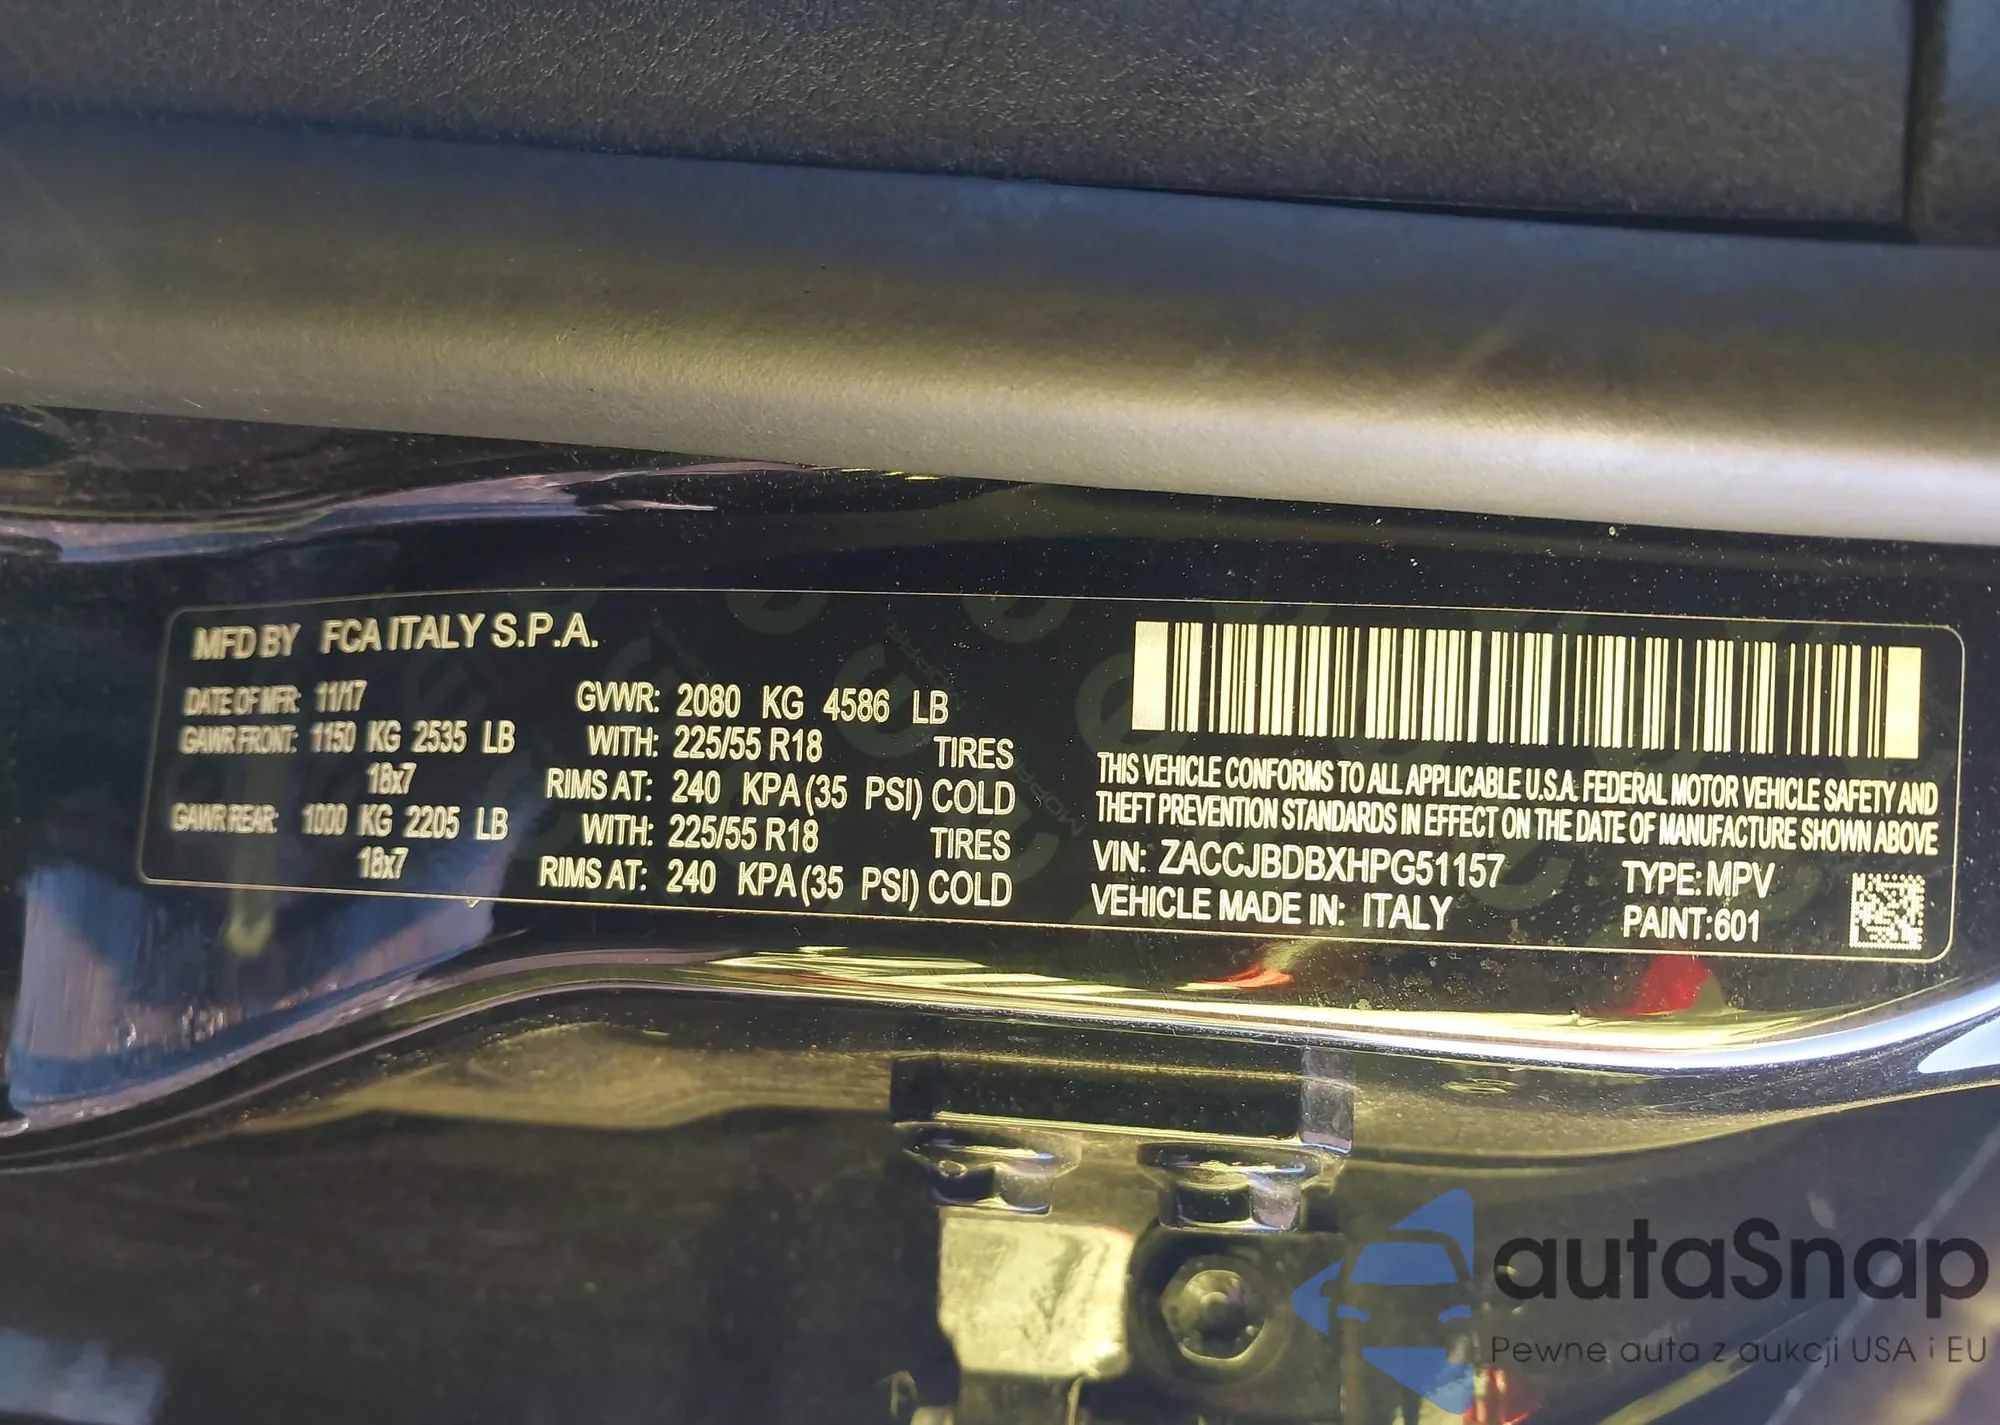 MFD BY FCA ITALY S.P.A.
DATE OF MFR: 11/17 GVWR: 2080 KG 4586 LB
GAWR FRONT: 1150 KG 2535 LB WITH: 225/55 R18 TIRES
18x7 RIMS AT: 240 KPA (35 PSI) COLD
GAWR REAR: 1000 KG 2205 LB WITH: 225/55 R18 TIRES
18x7 RIMS AT: 240 KPA (35 PSI) COLD
THIS VEHICLE CONFORMS TO ALL APPLICABLE U.S.A. FEDERAL MOTOR VEHICLE SAFETY AND
THEFT PREVENTION STANDARDS IN EFFECT ON THE DATE OF MANUFACTURE SHOWN ABOVE
VIN: ZACCJBDBXHPG51157 TYPE: MPV
VEHICLE MADE IN: ITALY PAINT: 601
autaSnap
Pewne auta z aukcji USA i EU